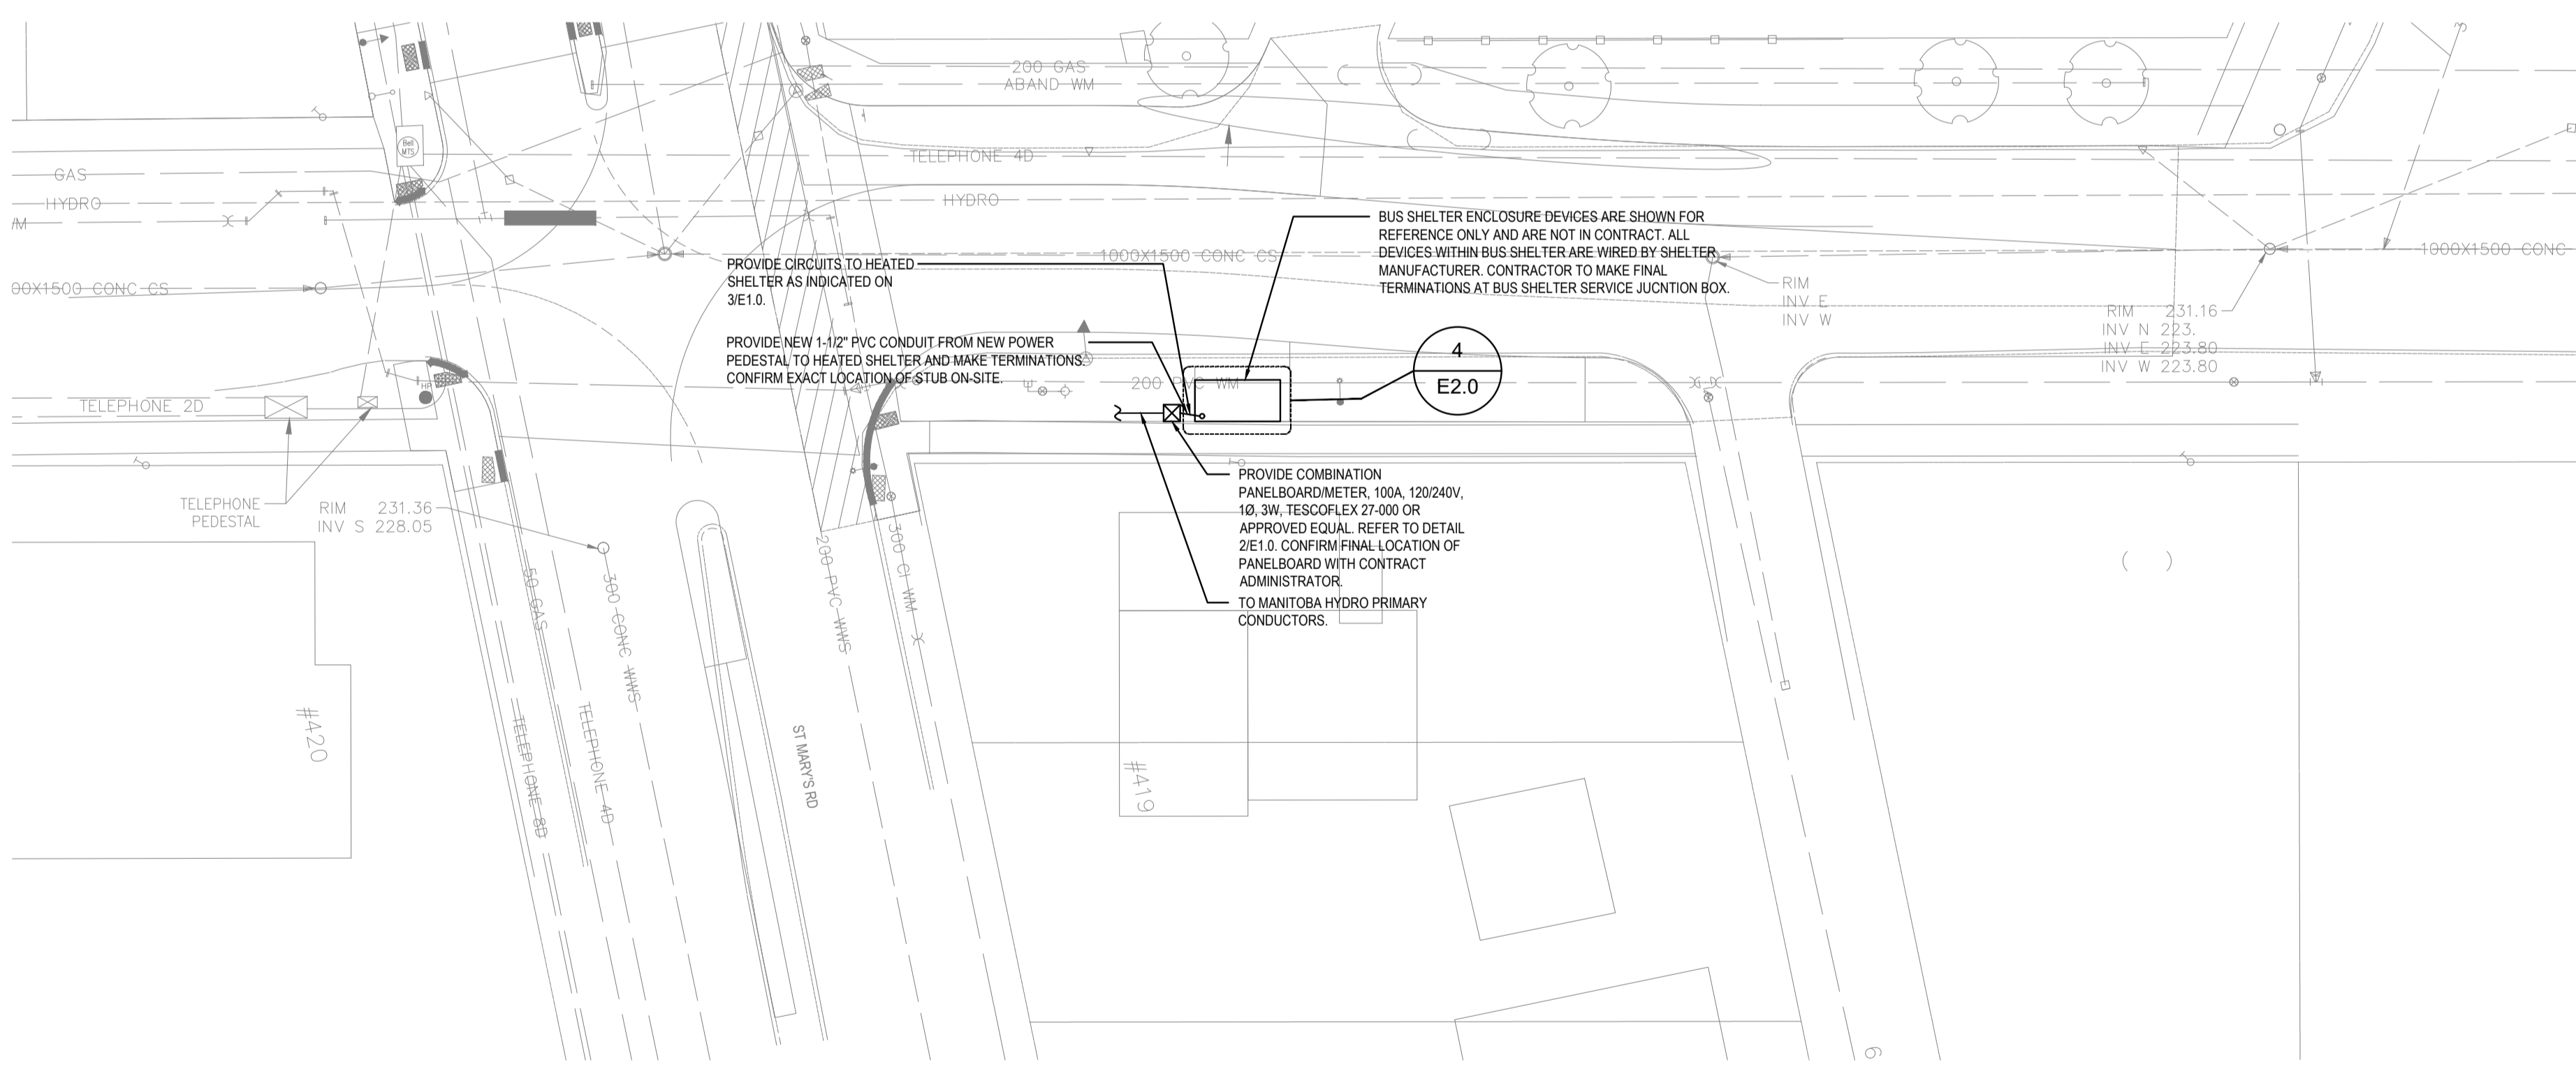 200 GAS
ABAND WM
Bell
MTS
TELEPHONE 4D
GAS
HYDRO
HYDRO
/M
1000X1500 CONC CS
1000X1500 CONC
00X1500 CONC CS
PROVIDE CIRCUITS TO HEATED
SHELTER AS INDICATED ON
3/E1.0.
BUS SHELTER ENCLOSURE DEVICES ARE SHOWN FOR
REFERENCE ONLY AND ARE NOT IN CONTRACT. ALL
DEVICES WITHIN BUS SHELTER ARE WIRED BY SHELTER
MANUFACTURER. CONTRACTOR TO MAKE FINAL
TERMINATIONS AT BUS SHELTER SERVICE JUCNTION BOX.
RIM
INV E
INV W
RIM 231.16
INV N 223.
INV E 223.80
INV W 223.80
PROVIDE NEW 1-1/2" PVC CONDUIT FROM NEW POWER
PEDESTAL TO HEATED SHELTER AND MAKE TERMINATIONS.
CONFIRM EXACT LOCATION OF STUB ON-SITE.
4
E2.0
200 PVC WM
HP
TELEPHONE 2D
TELEPHONE
PEDESTAL
RIM 231.36
INV S 228.05
PROVIDE COMBINATION
PANELBOARD/METER, 100A, 120/240V,
1Ø, 3W, TESCOFLEX 27-000 OR
APPROVED EQUAL. REFER TO DETAIL
2/E1.0. CONFIRM FINAL LOCATION OF
PANELBOARD WITH CONTRACT
ADMINISTRATOR.
TO MANITOBA HYDRO PRIMARY
CONDUCTORS.
( )
50 GAS
300 CONC WWS
200 PVC WWS
300 CI WM
TELEPHONE 8D
TELEPHONE 4D
ST MARY'S RD
#420
#419
6